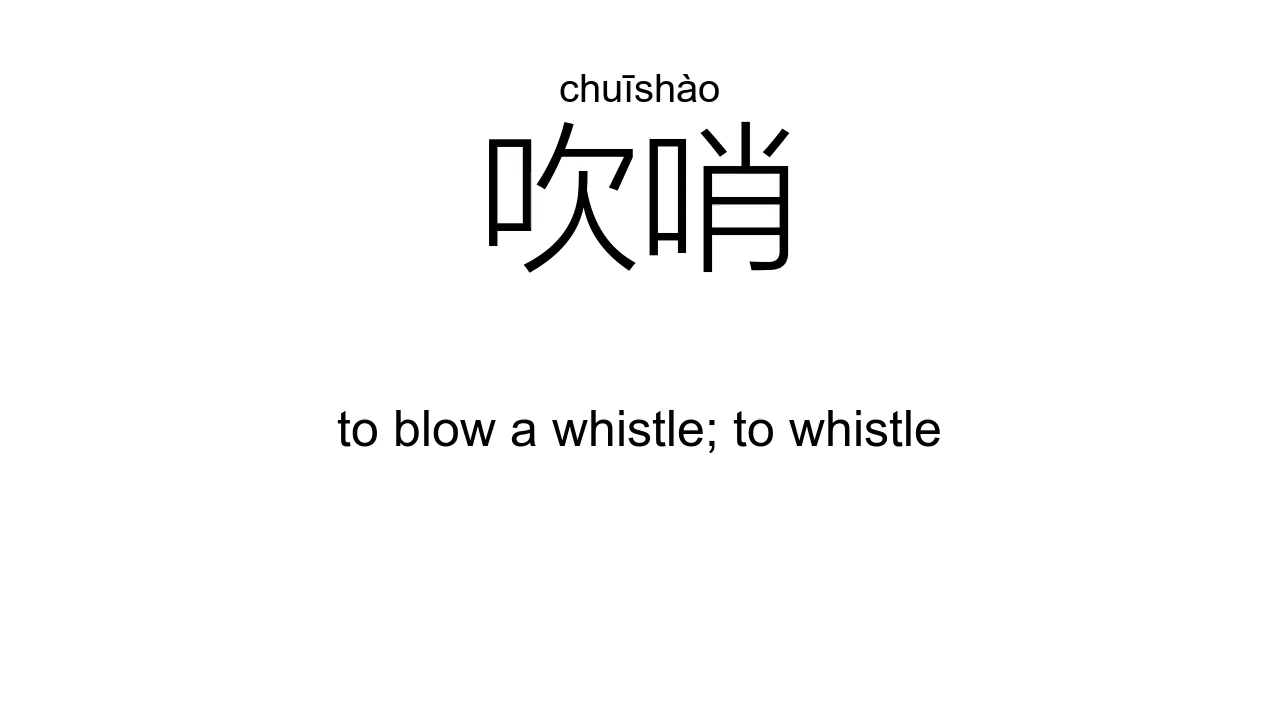 chuīshào
吹哨
to blow a whistle; to whistle